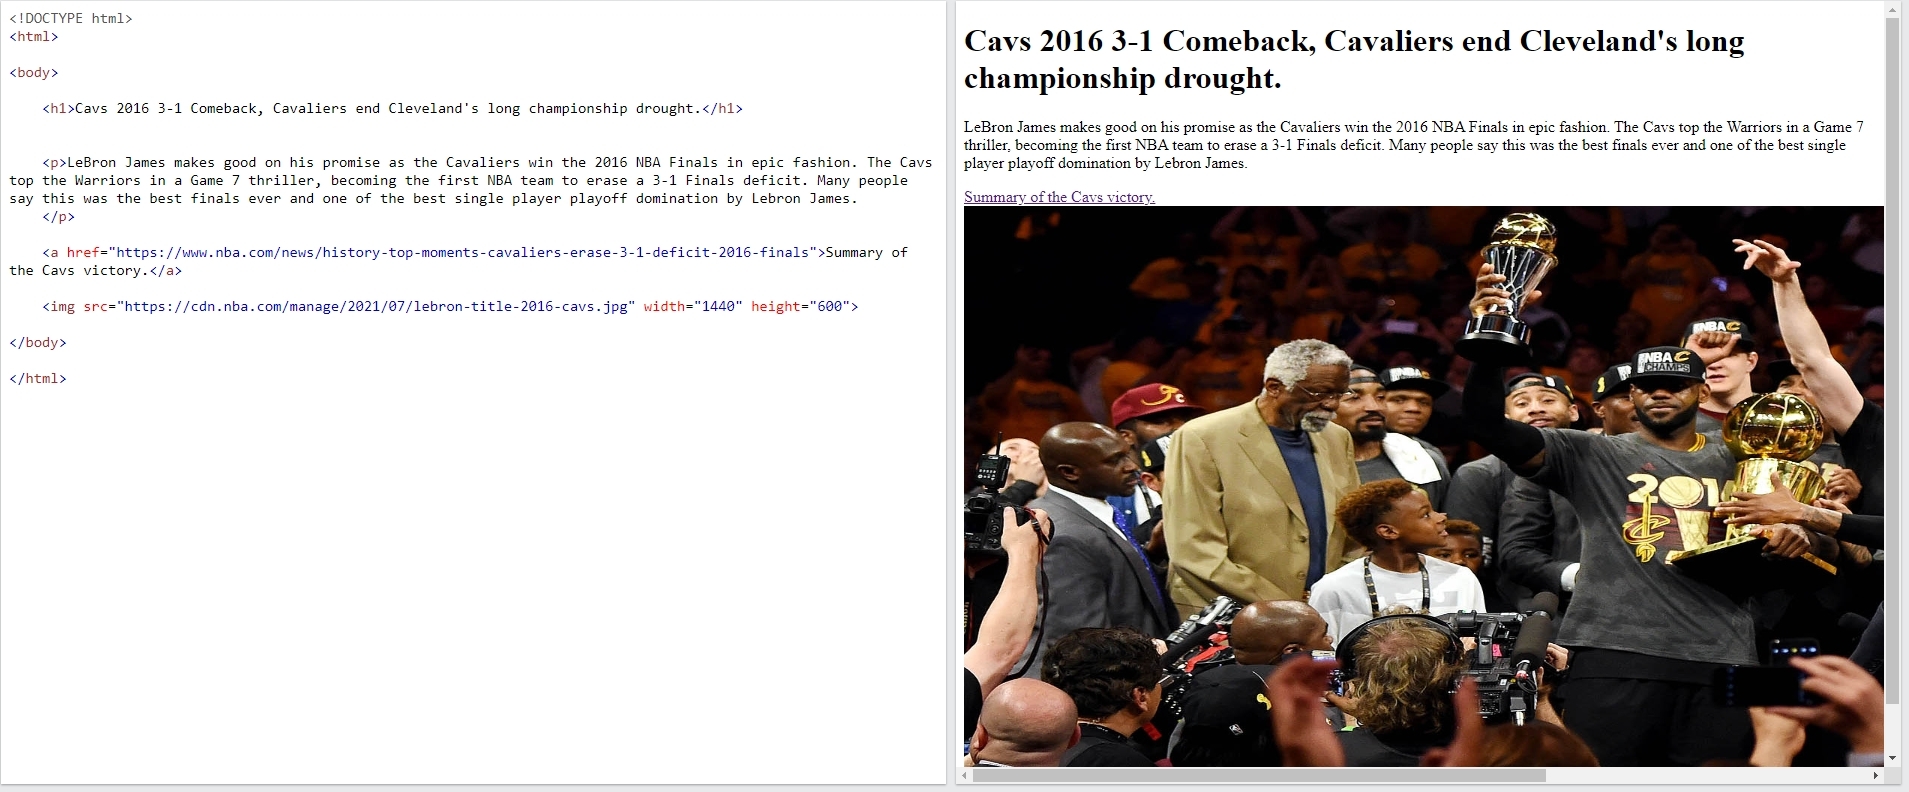 <!DOCTYPE html>
<html>
<body>
<h1>Cavs 2016 3-1 Comeback, Cavaliers end Cleveland's long championship drought.</h1>
<p>LeBron James makes good on his promise as the Cavaliers win the 2016 NBA Finals in epic fashion. The Cavs
top the Warriors in a Game 7 thriller, becoming the first NBA team to erase a 3-1 Finals deficit. Many people
say this was the best finals ever and one of the best single player playoff domination by Lebron James.
</p>
<a href="https://www.nba.com/news/history-top-moments-cavaliers-erase-3-1-deficit-2016-finals">Summary of
the Cavs victory.</a>
<img src="https://cdn.nba.com/manage/2021/07/lebron-title-2016-cavs.jpg" width="1440" height="600">
</body>
</html>
Cavs 2016 3-1 Comeback, Cavaliers end Cleveland's long
championship drought.
LeBron James makes good on his promise as the Cavaliers win the 2016 NBA Finals in epic fashion. The Cavs top the Warriors in a Game 7
thriller, becoming the first NBA team to erase a 3-1 Finals deficit. Many people say this was the best finals ever and one of the best single
player playoff domination by Lebron James.
Summary of the Cavs victory.
NBA C
NBA
NBA C
CHAMPS
201